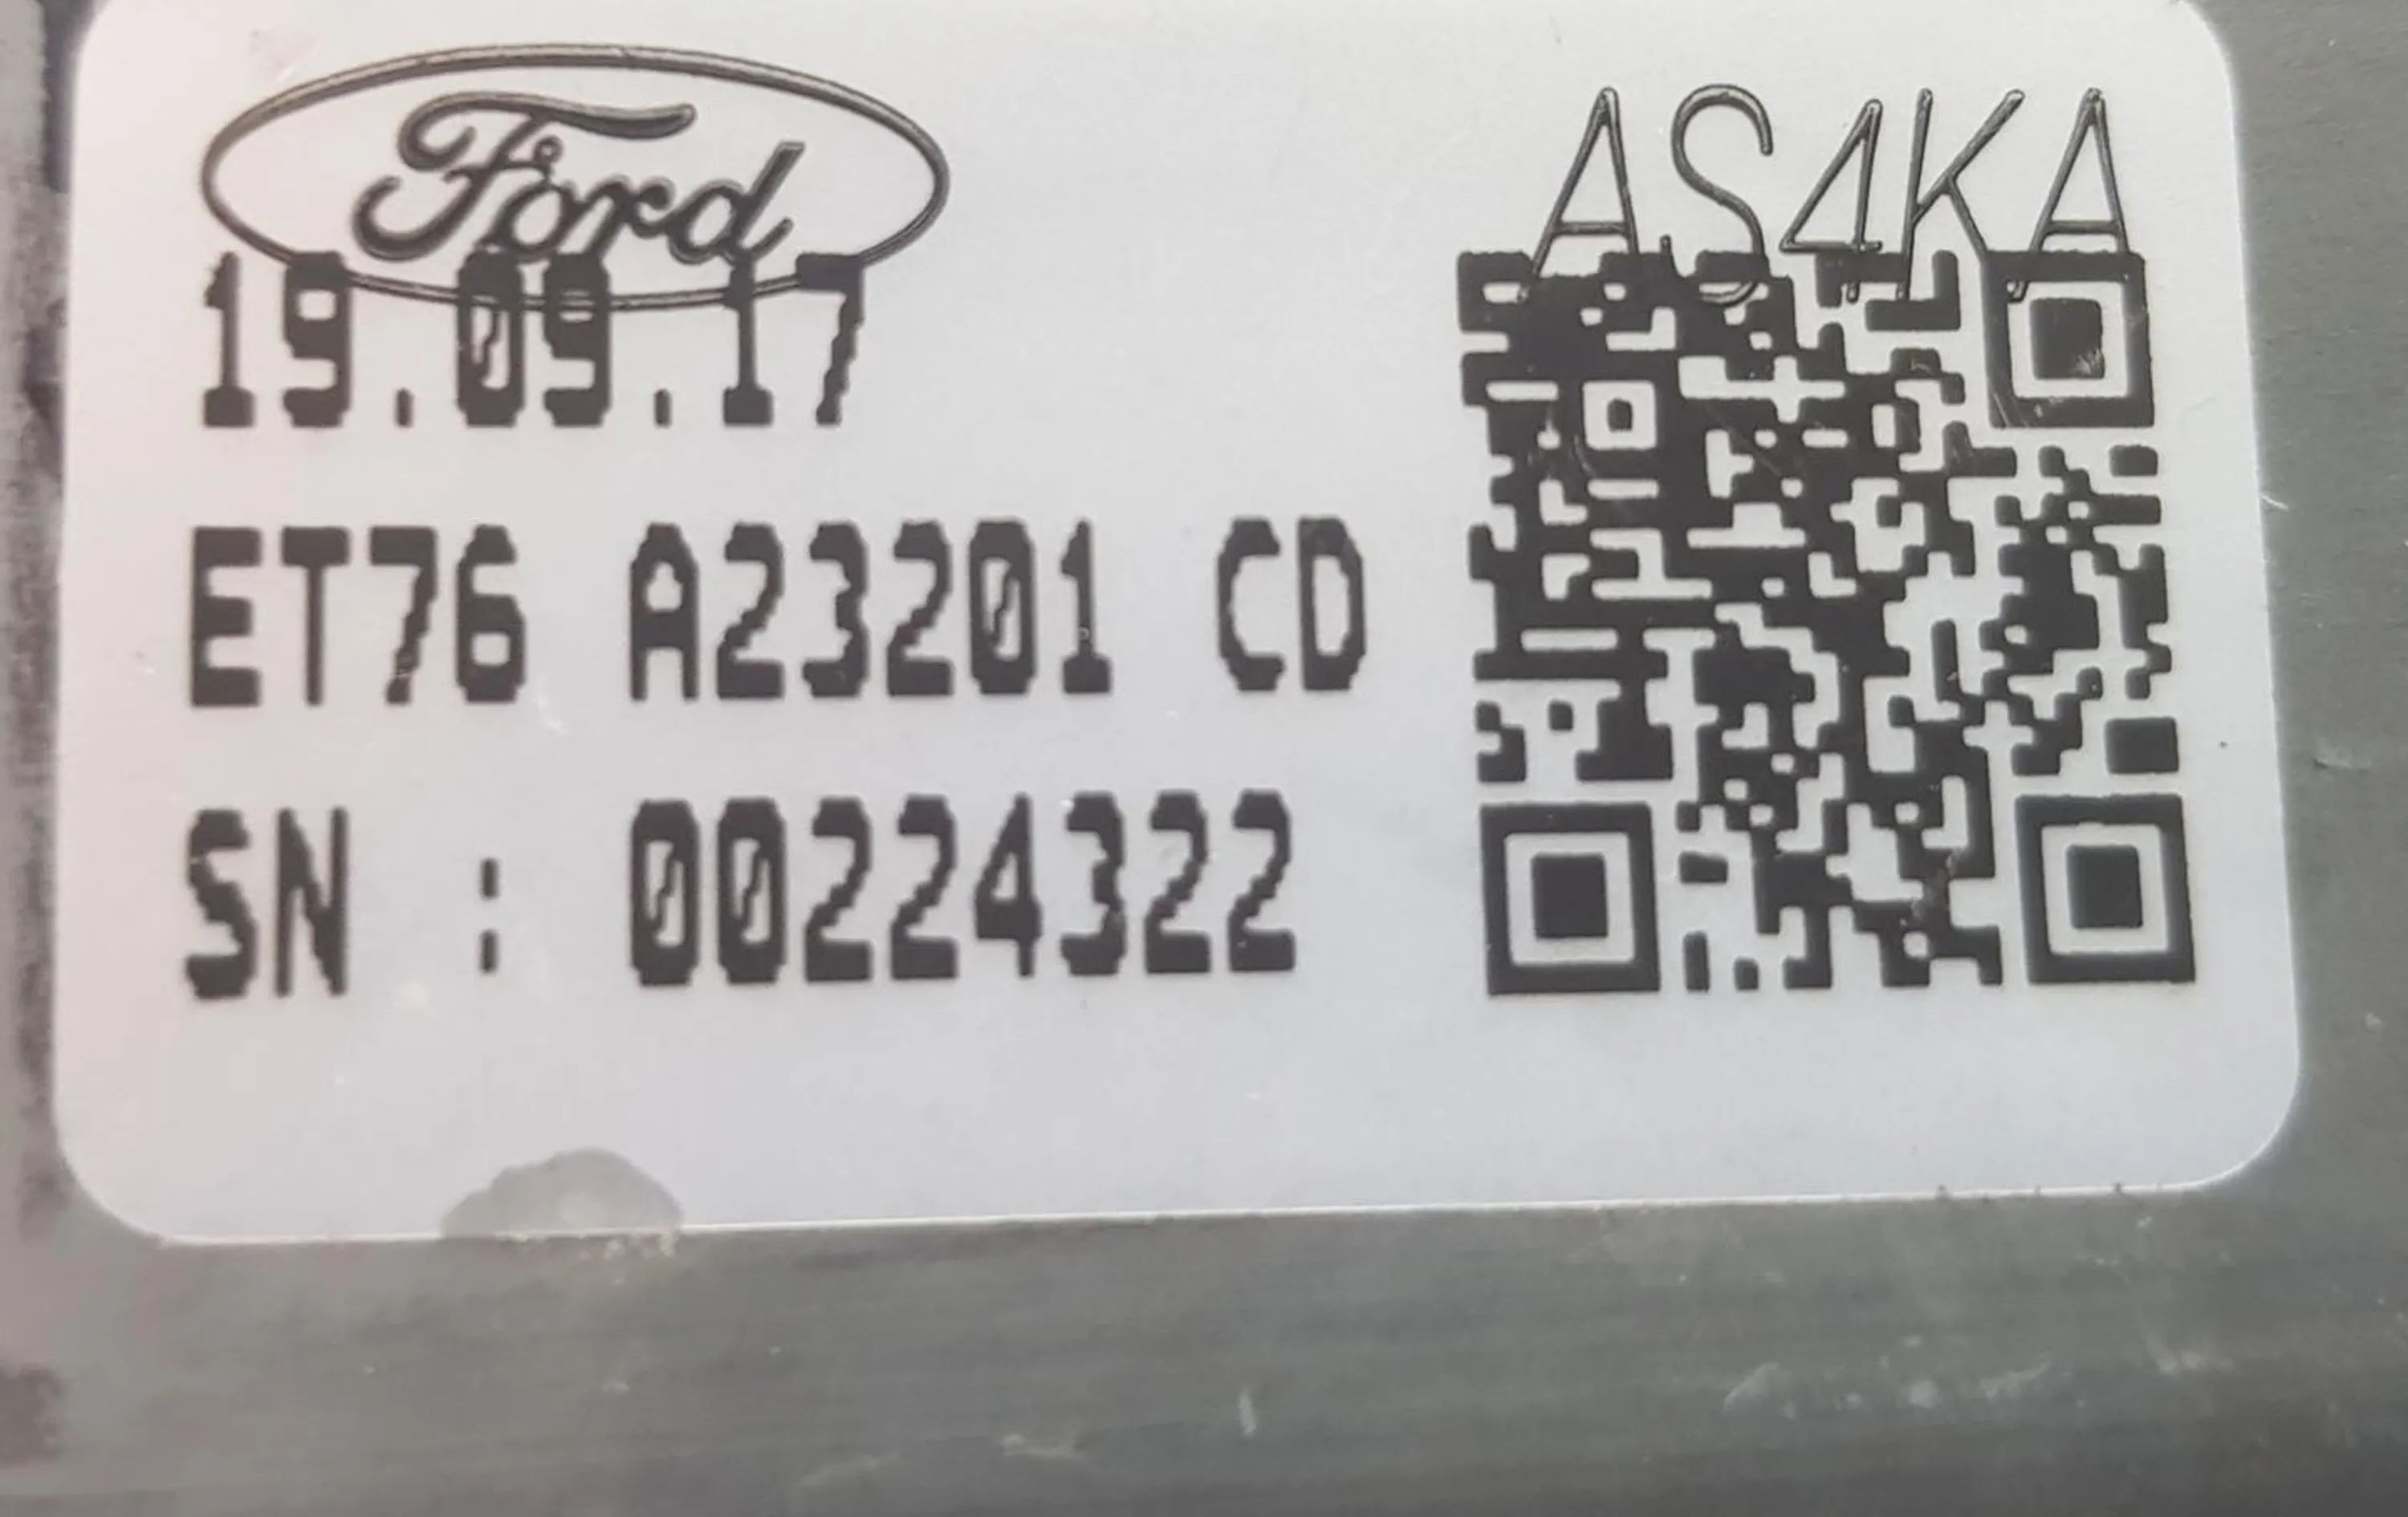 Ford
AS4KA
19.09.17
ET76 A23201 CD
SN : 00224322